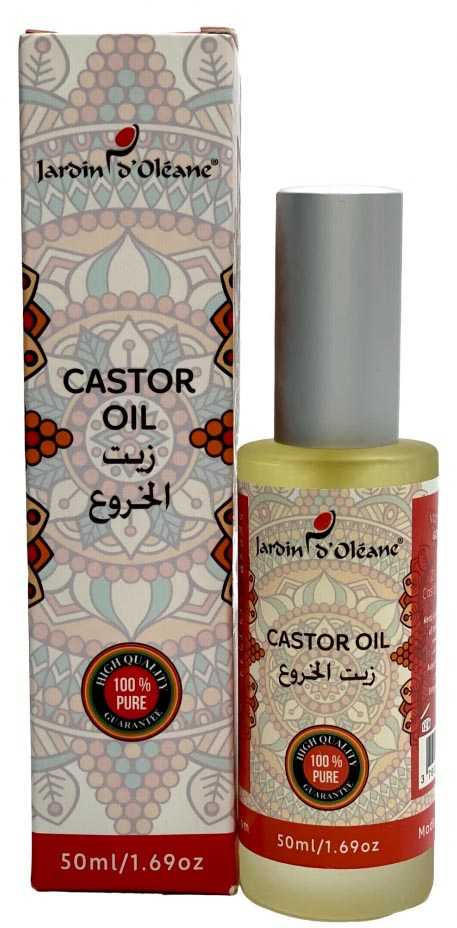 Jardin d'Oléane®
CASTOR
OIL
زيت
الخروع
HIGH QUALITY
100 %
PURE
GUARANTEE
50ml/1.69oz
Jardin d'Oléane®
CASTOR OIL
زيت الخروع
HIGH QUALITY
100 %
PURE
GUARANTEE
50ml/1.69oz